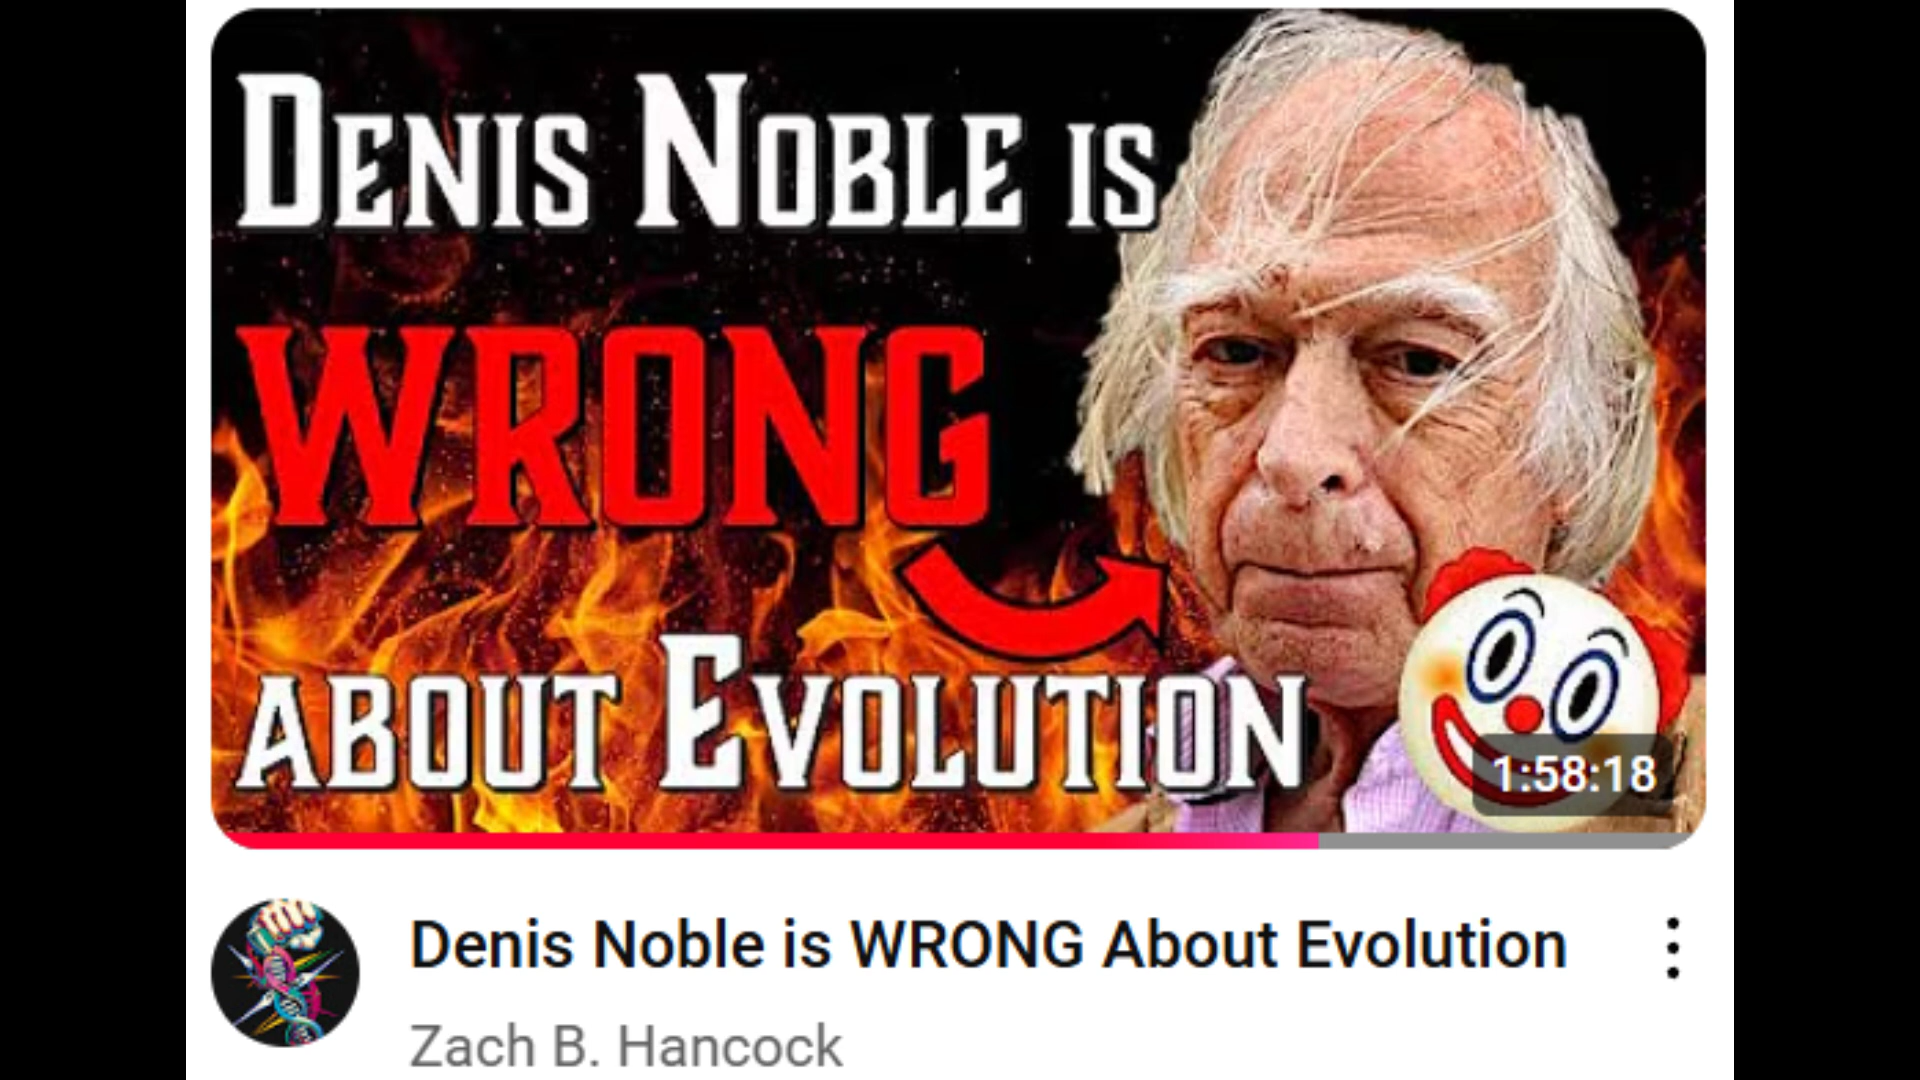 DENIS NOBLE IS
WRONG
ABOUT EVOLUTION
1:58:18
Denis Noble is WRONG About Evolution
Zach B. Hancock